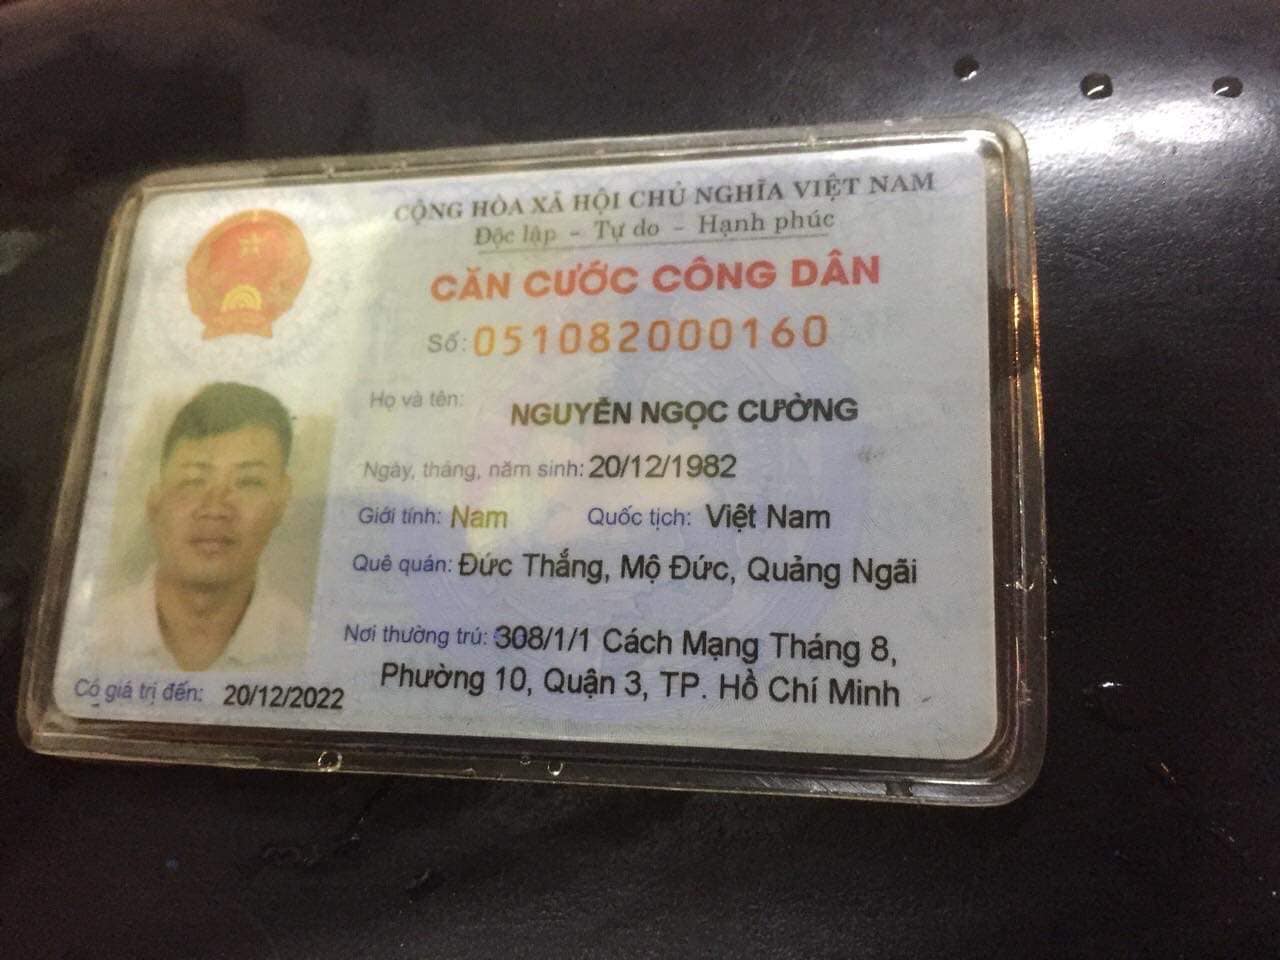 CỘNG HÒA XÃ HỘI CHỦ NGHĨA VIỆT NAM
Độc lập - Tự do - Hạnh phúc
CĂN CƯỚC CÔNG DÂN
Số: 051082000160
Họ và tên: NGUYỄN NGỌC CƯỜNG
Ngày, tháng, năm sinh: 20/12/1982
Giới tính: Nam Quốc tịch: Việt Nam
Quê quán: Đức Thắng, Mộ Đức, Quảng Ngãi
Nơi thường trú: 308/1/1 Cách Mạng Tháng 8,
Phường 10, Quận 3, TP. Hồ Chí Minh
Có giá trị đến: 20/12/2022